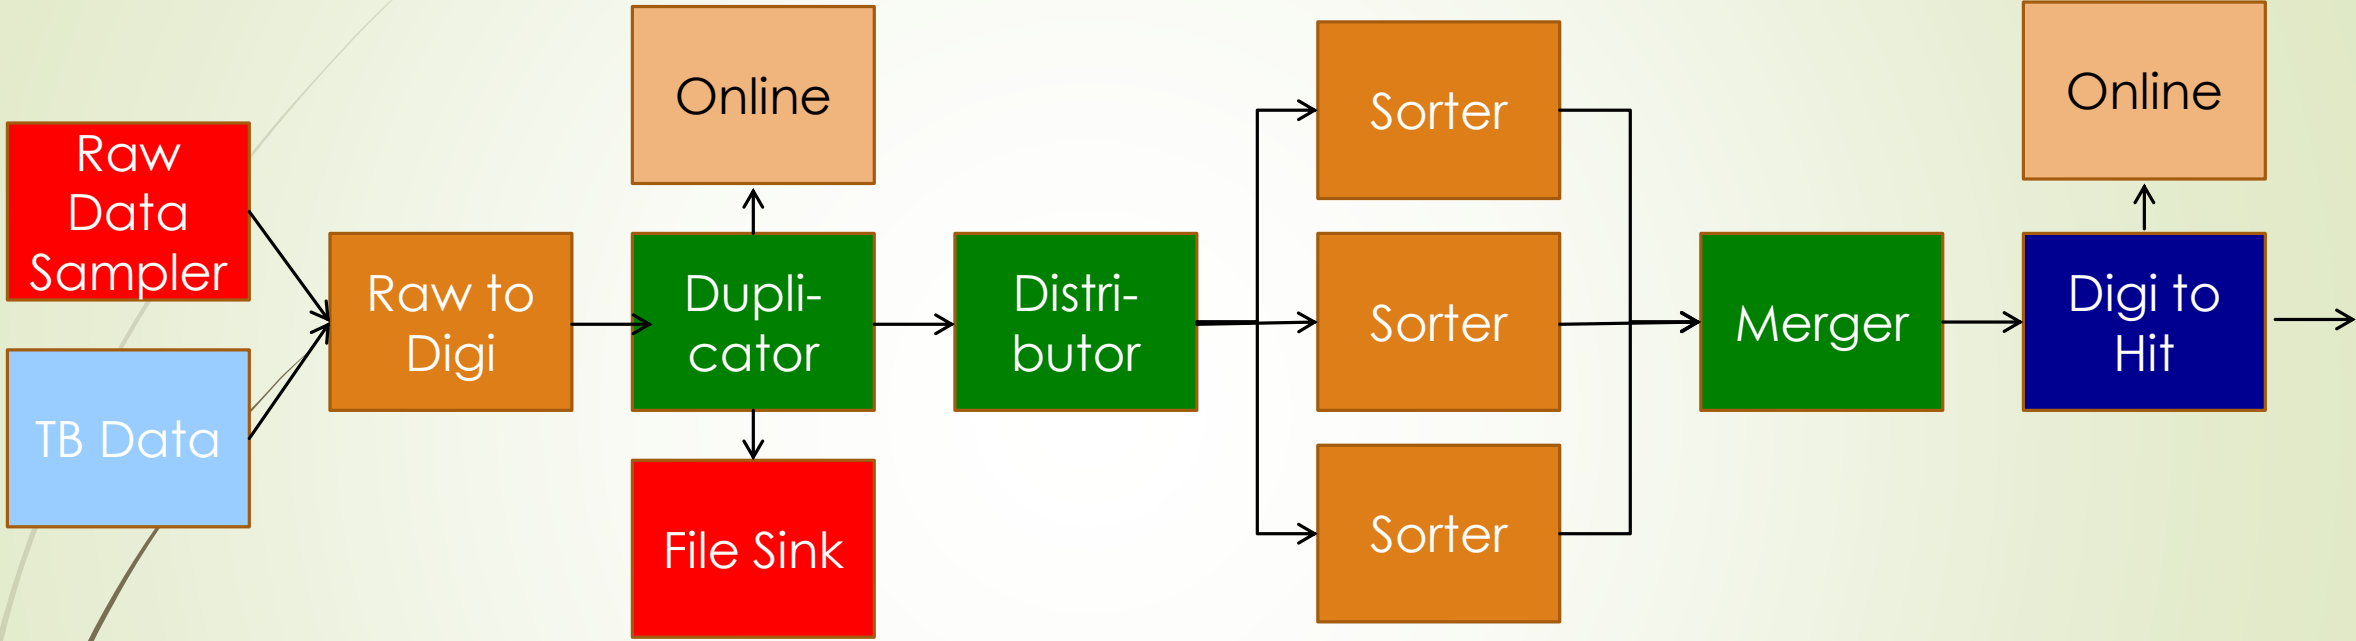 Raw
Data
Sampler
TB Data
Raw to
Digi
Online
Dupli-
cator
File Sink
Distri-
butor
Sorter
Sorter
Sorter
Merger
Online
Digi to
Hit